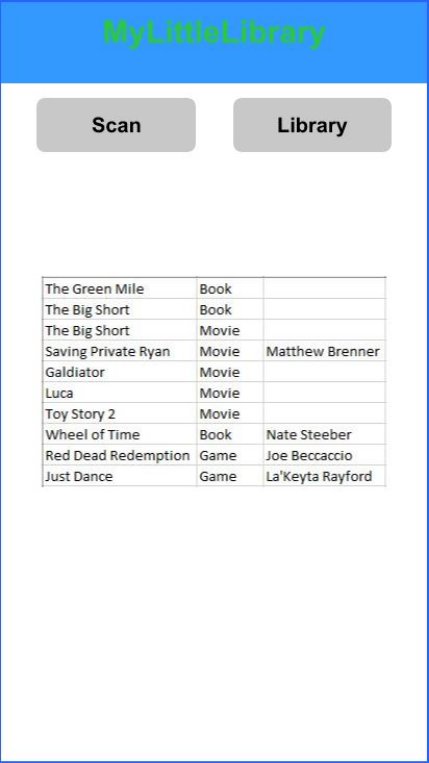 MyLittleLibrary
Scan Library
The Green Mile Book
The Big Short Book
The Big Short Movie
Saving Private Ryan Movie Matthew Brenner
Galdiator Movie
Luca Movie
Toy Story 2 Movie
Wheel of Time Book Nate Steeber
Red Dead Redemption Game Joe Beccaccio
Just Dance Game La'Keyta Rayford